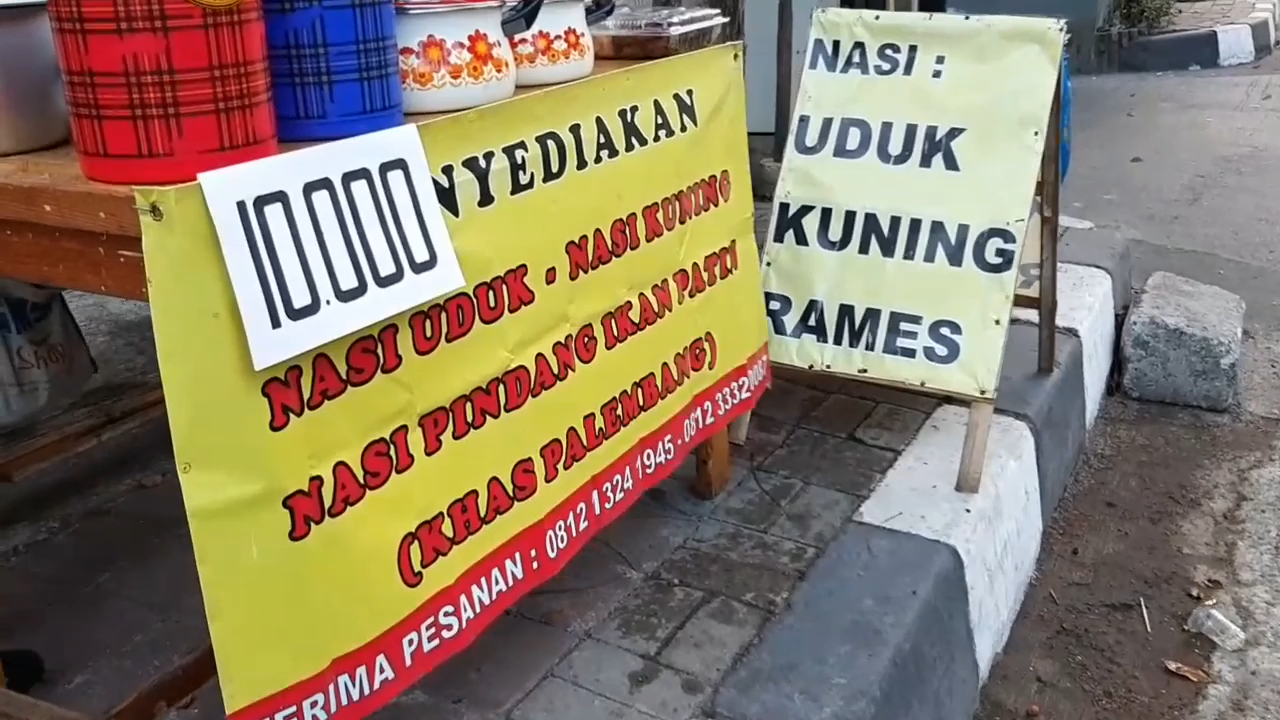 10.000
NYEDIAKAN
NASI UDUK - NASI KUNING
NASI PINDANG IKAN PATIN
(KHAS PALEMBANG)
ERIMA PESANAN : 0812 1324 1945 - 0812 3332
NASI :
UDUK
KUNING
RAMES